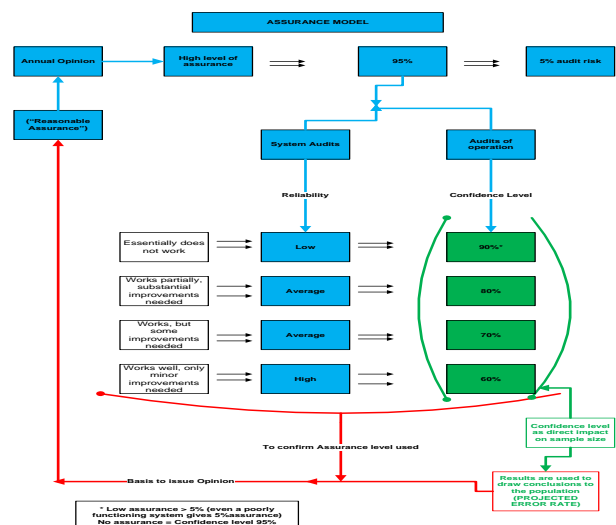 ASSURANCE MODEL
Annual Opinion
High level of
assurance
95%
5% audit risk
("Reasonable
Assurance")
System Audits
Audits of
operation
Reliability
Confidence Level
Essentially does
not work
Low
90%*
Works partially,
substantial
improvements
needed
Average
80%
Works, but
some
improvements
needed
Average
70%
Works well, only
minor
improvements
needed
High
60%
Confidence level
as direct impact
on sample size
To confirm Assurance level used
Basis to issue Opinion
Results are used to
draw conclusions to
the population
(PROJECTED
ERROR RATE)
* Low assurance > 5% (even a poorly
functioning system gives 5%assurance)
No assurance = Confidence level 95%